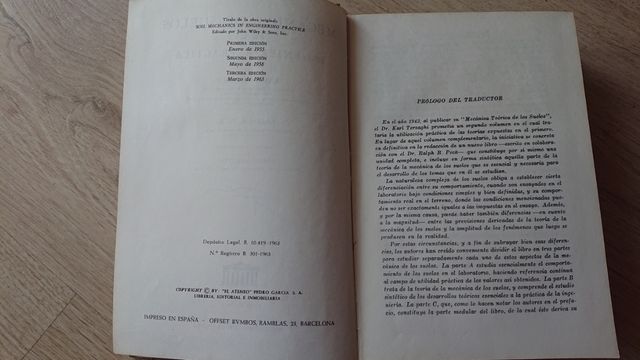 Título de la obra original:
SOIL MECHANICS IN ENGINEERING PRACTICE
Editado por John Wiley & Sons, Inc.
PRIMERA EDICIÓN
Enero de 1955
SEGUNDA EDICIÓN
Mayo de 1958
TERCERA EDICIÓN
Marzo de 1963
Depósito Legal. B. 10.419-1963
N.º Registro B 301-1963
COPYRIGHT © BY: "EL ATENEO" PEDRO GARCIA S. A.
LIBRERIA, EDITORIAL E INMOBILIARIA
IMPRESO EN ESPAÑA - OFFSET RVMBOS, RAMBLAS, 28, BARCELONA
PRÓLOGO DEL TRADUCTOR
En el año 1943, al publicar su "Mecánica Teórica de los Suelos",
el Dr. Karl Terzaghi prometía un segundo volumen en el cual tra-
taría la utilización práctica de las teorías expuestas en el primero.
En lugar de aquel volumen complementario, la iniciativa se concreta
en definitiva en la redacción de un nuevo libro —escrito en colabo-
ración con el Dr. Ralph B. Peck— que constituye por sí mismo una
unidad completa, e incluye en forma sintética aquella parte de la
teoría de la mecánica de los suelos que es esencial y necesaria para
el desarrollo de los temas que en él se estudian.
La naturaleza compleja de los suelos obliga a establecer cierta
diferenciación entre su comportamiento, cuando son ensayados en el
laboratorio bajo condiciones simples y bien definidas, y su compor-
tamiento real en el terreno, donde las condiciones mencionadas pue-
den no ser exactamente iguales a las impuestas en el ensayo. Además,
y por la misma causa, puede haber también diferencias —en cuanto
a la magnitud— entre las previsiones derivadas de la teoría de la
mecánica de los suelos y la amplitud de los fenómenos que luego se
producen en la realidad.
Por estas circunstancias, y a fin de subrayar bien esas diferen-
cias, los autores han creído conveniente dividir el libro en tres partes
para estudiar separadamente cada uno de estos aspectos de la me-
cánica de los suelos. La parte A estudia esencialmente el comporta-
miento de los suelos en el laboratorio, haciendo referencia continua
al campo de utilidad práctica de los valores así obtenidos. La parte B
trata de la teoría de la mecánica de los suelos, y comprende el estudio
sintético de los desarrollos teóricos esenciales a la práctica de la inge-
niería. La parte C, que, como le hacen notar los autores en el prefa-
cio, constituye la parte medular del libro, de la cual éste deriva su